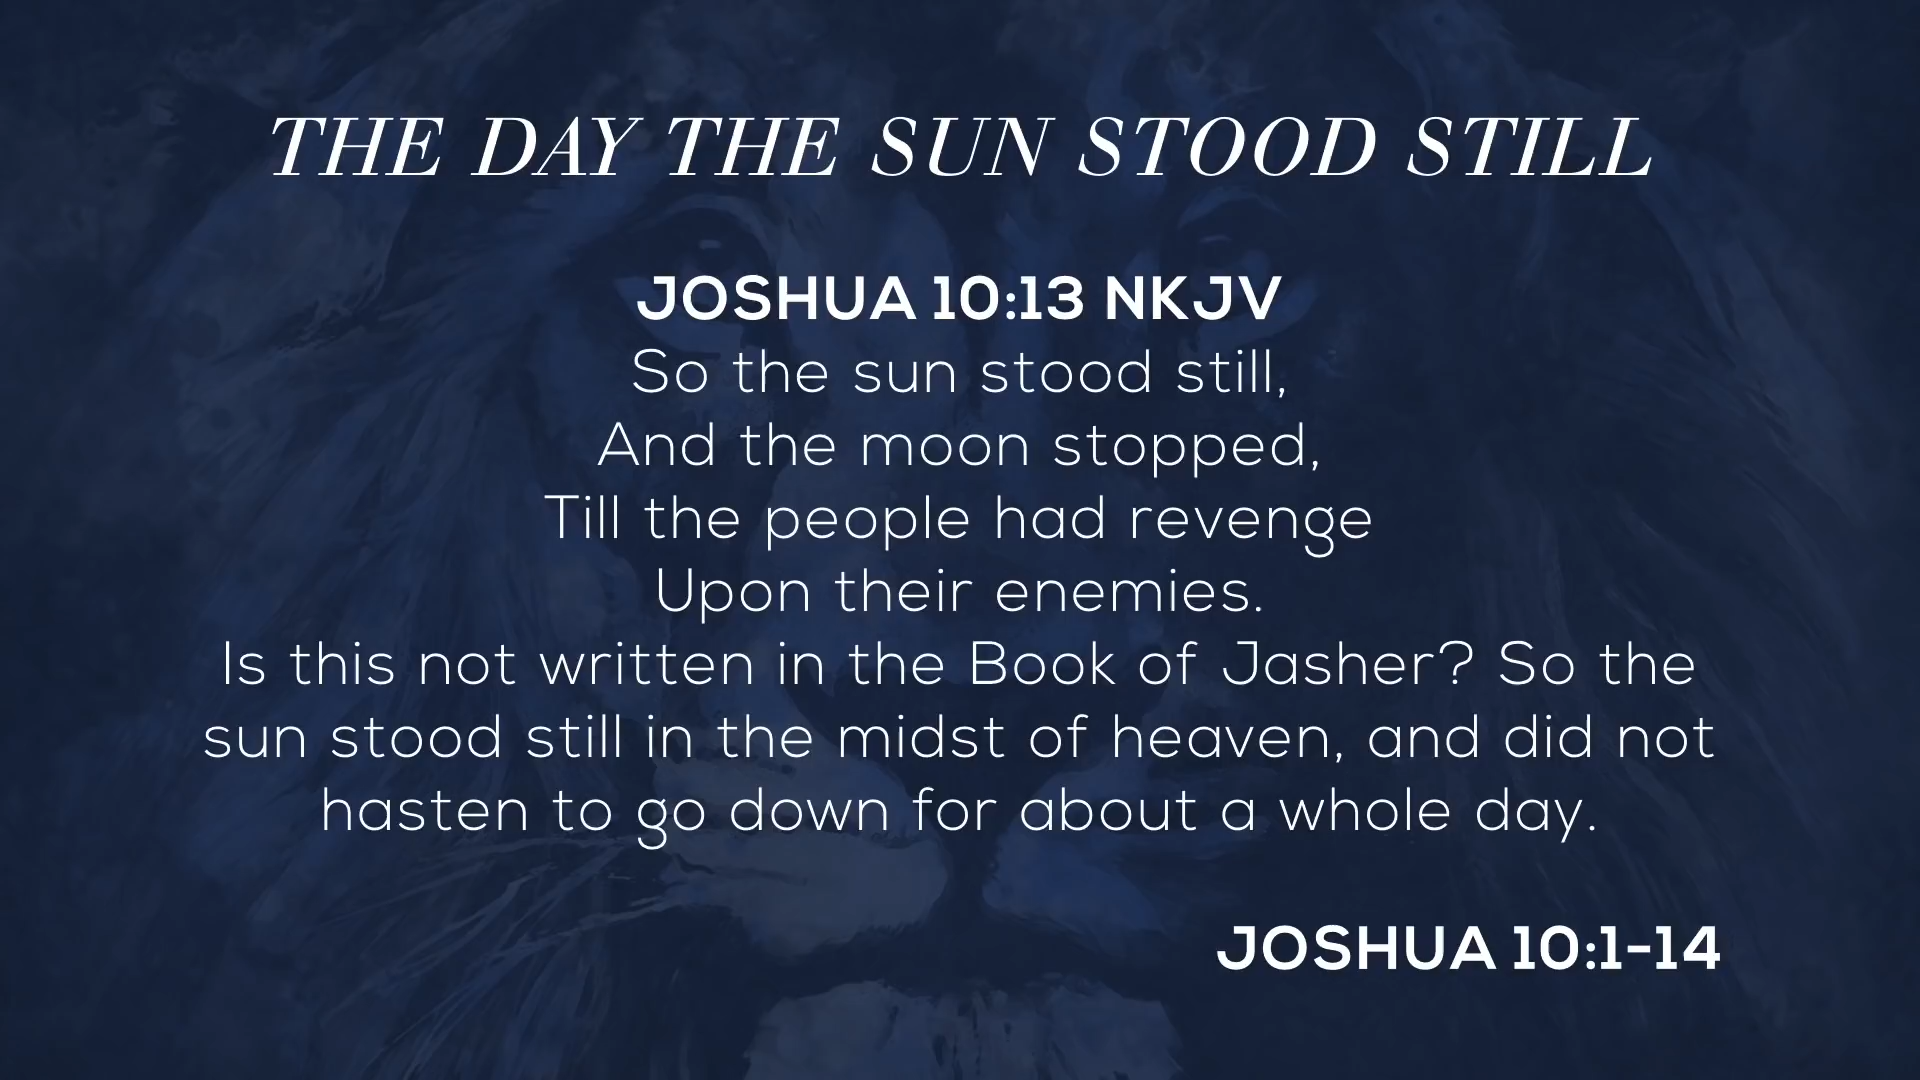 THE DAY THE SUN STOOD STILL
JOSHUA 10:13 NKJV
So the sun stood still,
And the moon stopped,
Till the people had revenge
Upon their enemies.
Is this not written in the Book of Jasher? So the
sun stood still in the midst of heaven, and did not
hasten to go down for about a whole day.
JOSHUA 10:1-14